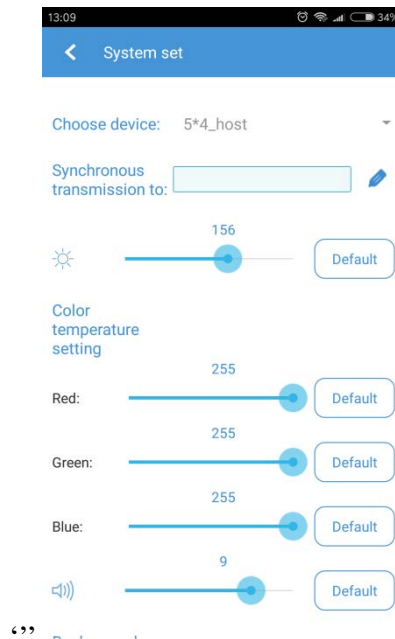 13:09 34%
System set
Choose device: 5*4_host
Synchronous
transmission to:
156
Default
Color
temperature
setting
255
Red: Default
255
Green: Default
255
Blue: Default
9
Default
‘’’